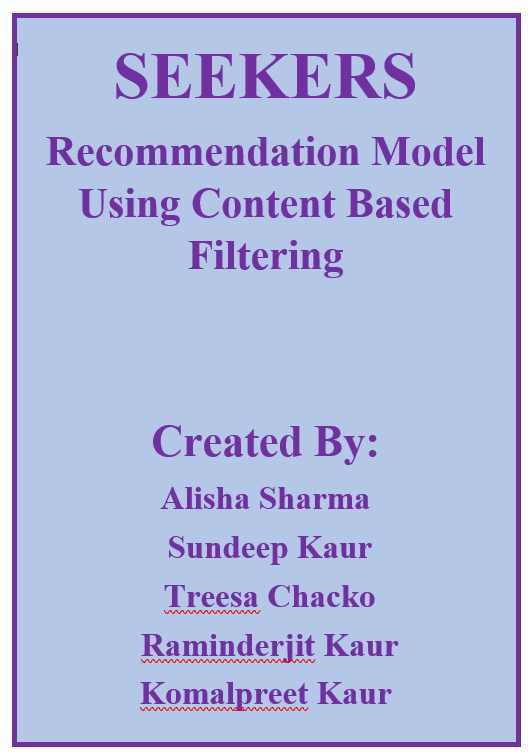 SEEKERS
Recommendation Model
Using Content Based
Filtering
Created By:
Alisha Sharma
Sundeep Kaur
Treesa Chacko
Raminderjit Kaur
Komalpreet Kaur